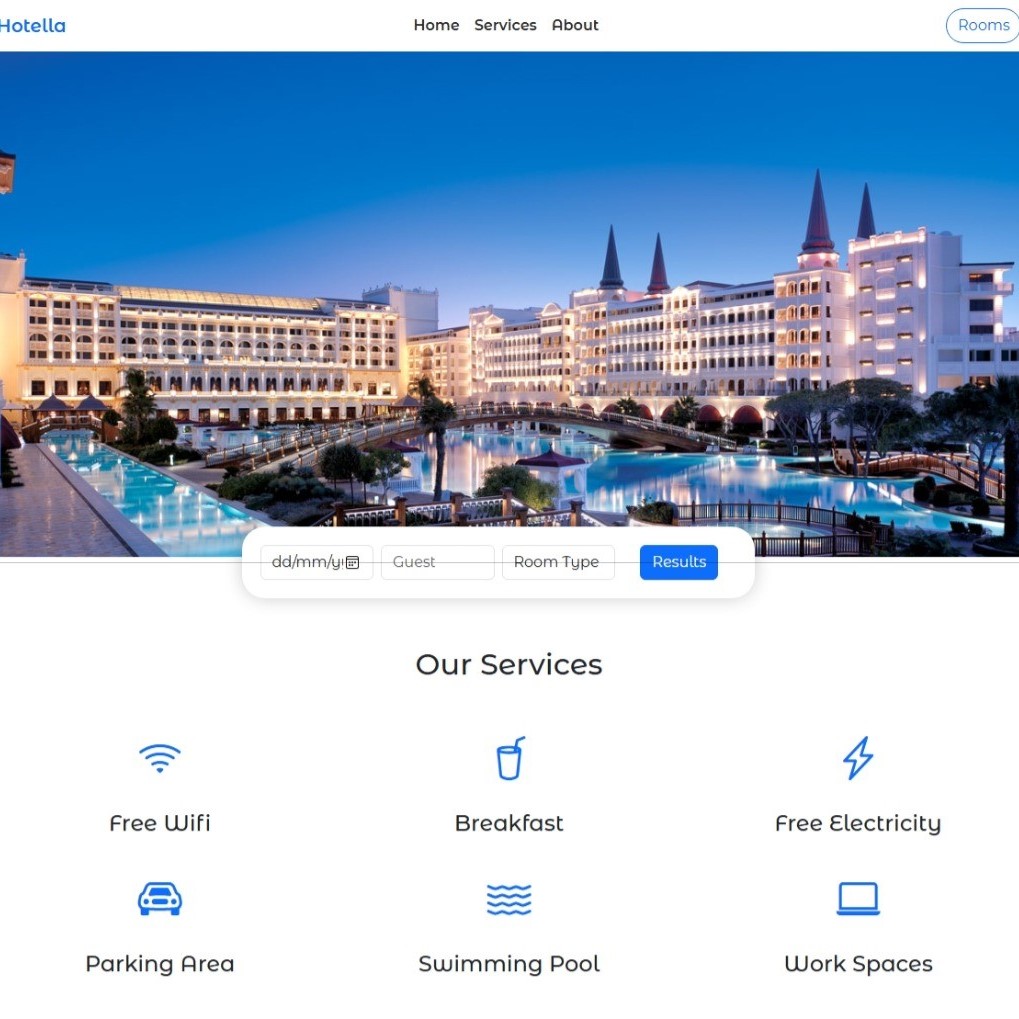 Hotella
Home Services About
Rooms
dd/mm/y
Guest
Room Type
Results
Our Services
Free Wifi
Breakfast
Free Electricity
Parking Area
Swimming Pool
Work Spaces